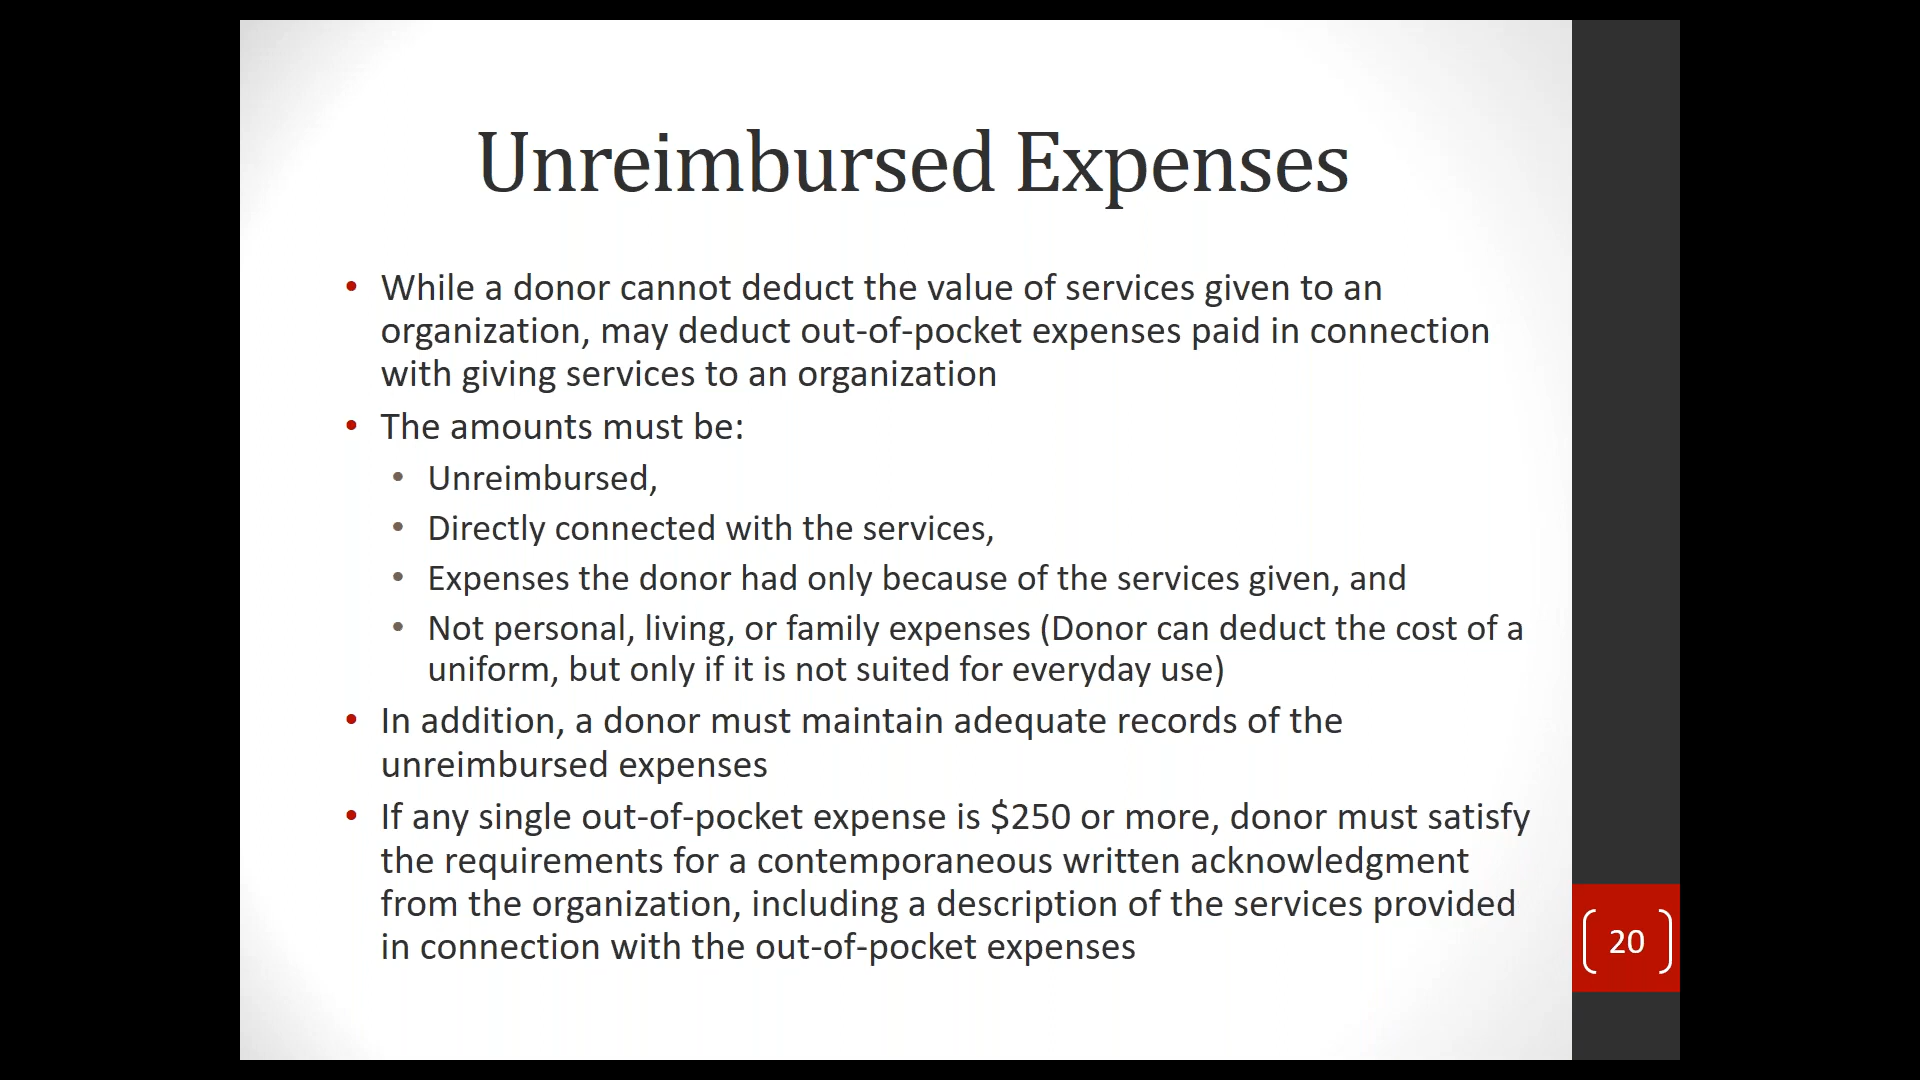 Unreimbursed Expenses
• While a donor cannot deduct the value of services given to an
organization, may deduct out-of-pocket expenses paid in connection
with giving services to an organization
• The amounts must be:
• Unreimbursed,
• Directly connected with the services,
• Expenses the donor had only because of the services given, and
• Not personal, living, or family expenses (Donor can deduct the cost of a
uniform, but only if it is not suited for everyday use)
• In addition, a donor must maintain adequate records of the
unreimbursed expenses
• If any single out-of-pocket expense is $250 or more, donor must satisfy
the requirements for a contemporaneous written acknowledgment
from the organization, including a description of the services provided
in connection with the out-of-pocket expenses
20